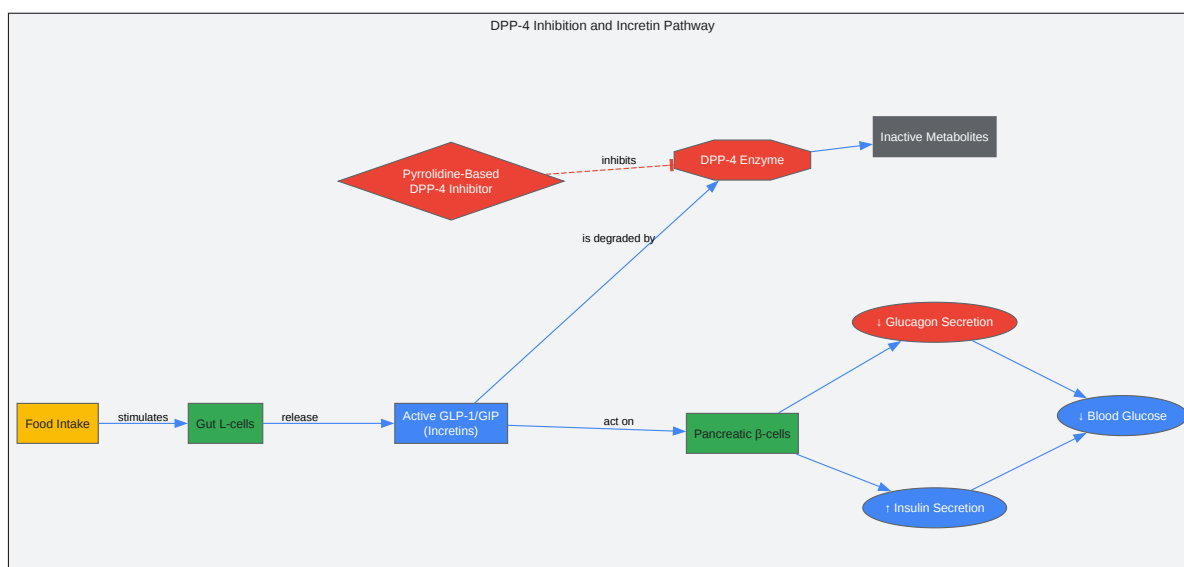 DPP-4 Inhibition and Incretin Pathway
Inactive Metabolites
inhibits
DPP-4 Enzyme
Pyrrolidine-Based
DPP-4 Inhibitor
is degraded by
↓ Glucagon Secretion
Food Intake
stimulates
Gut L-cells
release
Active GLP-1/GIP
(Incretins)
act on
Pancreatic β-cells
↓ Blood Glucose
↑ Insulin Secretion